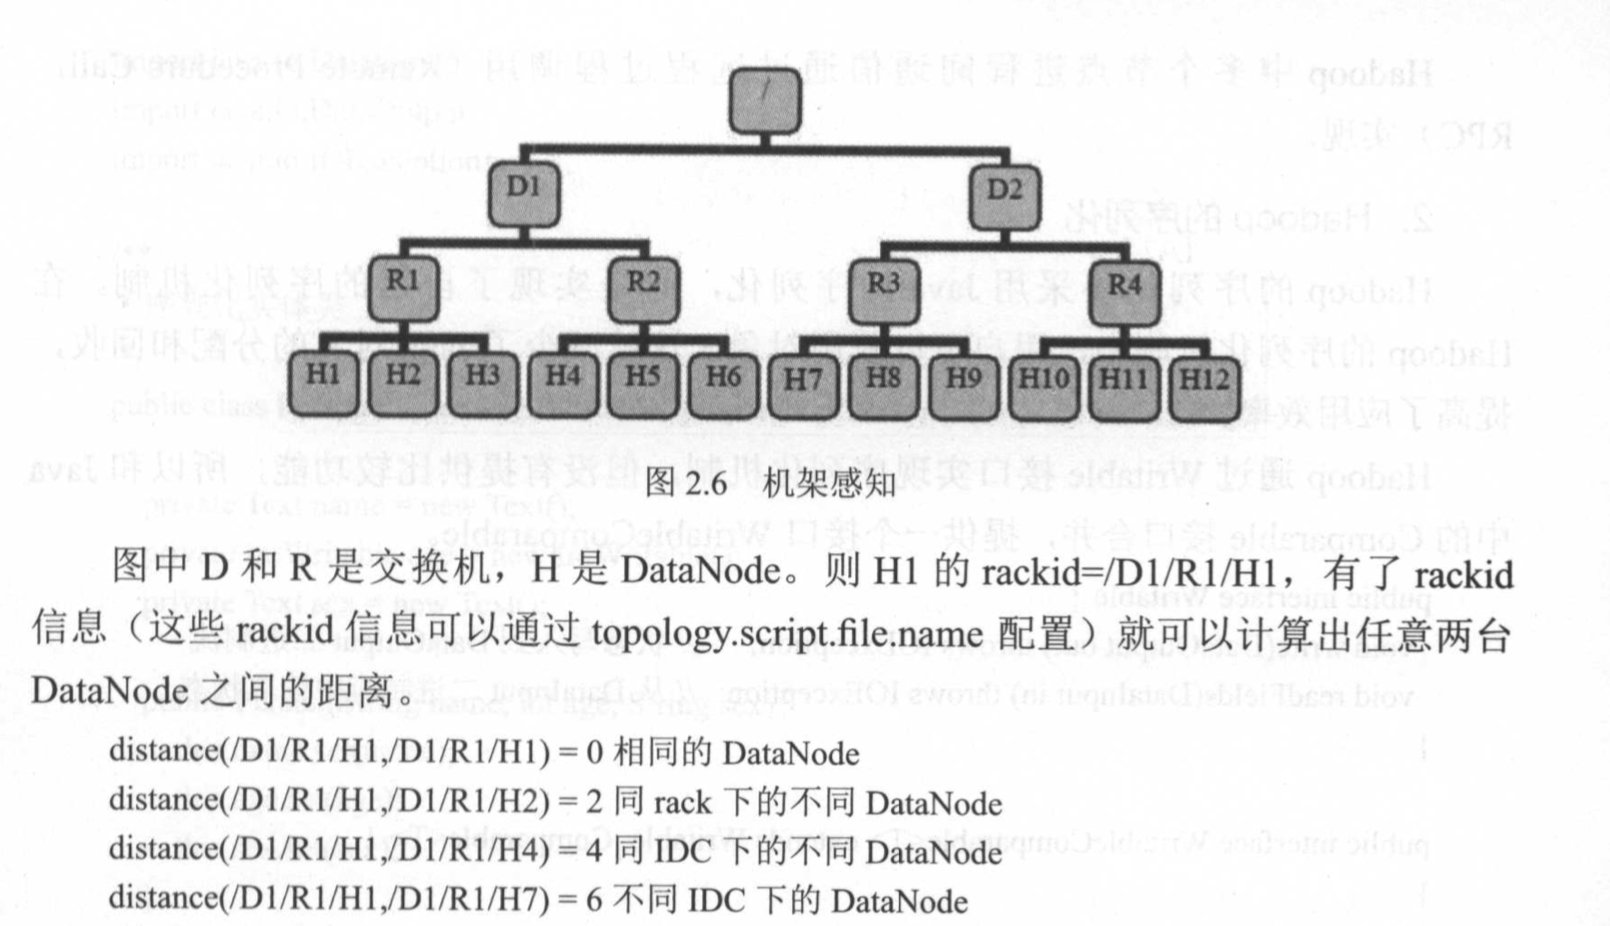 /
D1 D2
R1 R2 R3 R4
H1 H2 H3 H4 H5 H6 H7 H8 H9 H10 H11 H12
图 2.6 机架感知
图中 D 和 R 是交换机，H 是 DataNode。则 H1 的 rackid=/D1/R1/H1，有了 rackid
信息（这些 rackid 信息可以通过 topology.script.file.name 配置）就可以计算出任意两台
DataNode 之间的距离。
distance(/D1/R1/H1,/D1/R1/H1) = 0 相同的 DataNode
distance(/D1/R1/H1,/D1/R1/H2) = 2 同 rack 下的不同 DataNode
distance(/D1/R1/H1,/D1/R1/H4) = 4 同 IDC 下的不同 DataNode
distance(/D1/R1/H1,/D1/R1/H7) = 6 不同 IDC 下的 DataNode